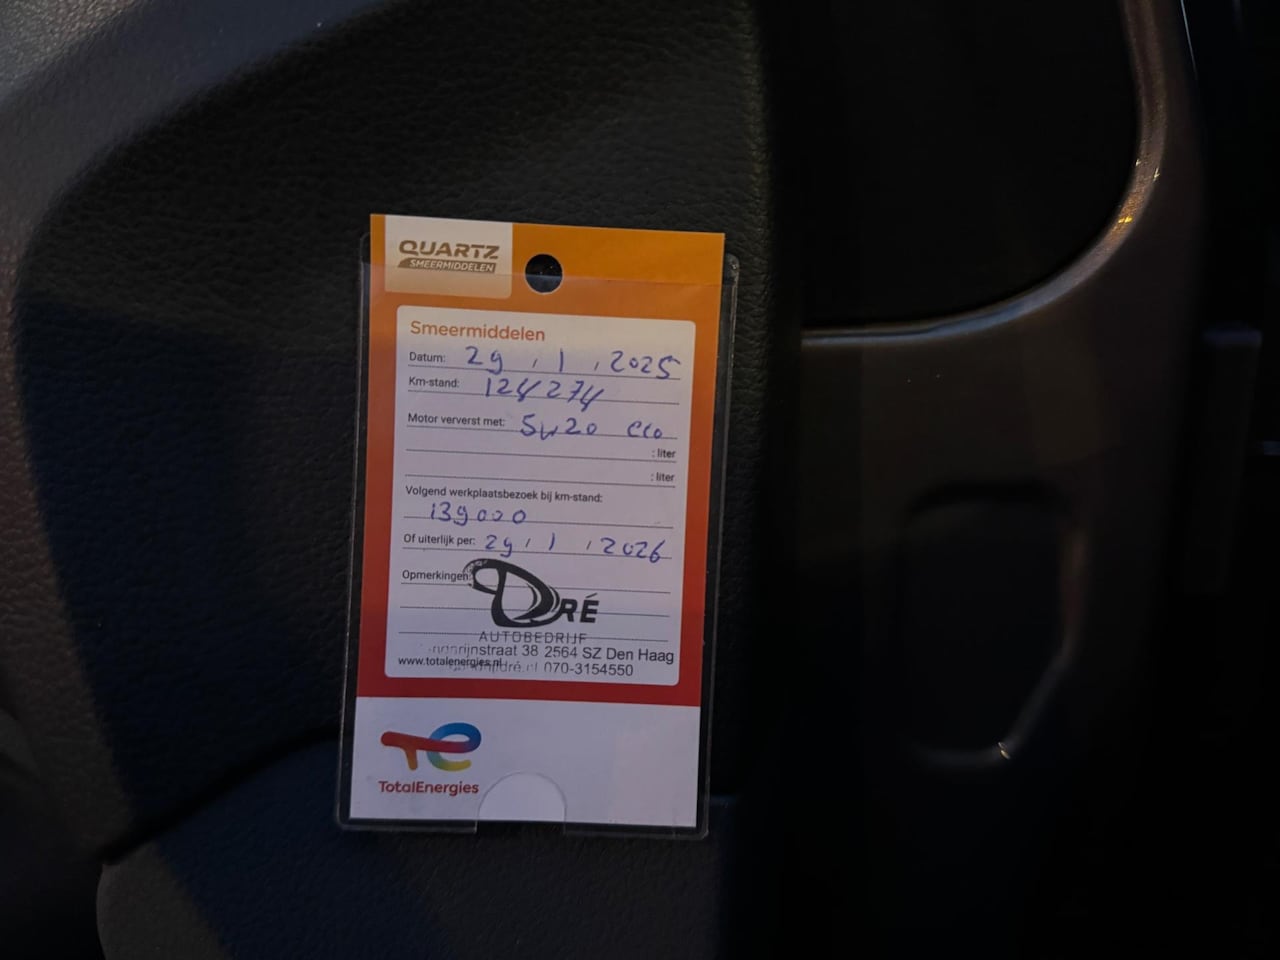 QUARTZ
SMEERMIDDELEN
Smeermiddelen
Datum: 29 , 1 , 2025
Km-stand: 124274
Motor ververst met: 5w20 eco
: liter
: liter
Volgend werkplaatsbezoek bij km-stand:
139000
Of uiterlijk per: 29 , 1 , 2026
Opmerkingen:
DRÉ
AUTOBEDRIJF
38 2564 SZ Den Haag
www.totalenergies.nl 070-3154550
TotalEnergies